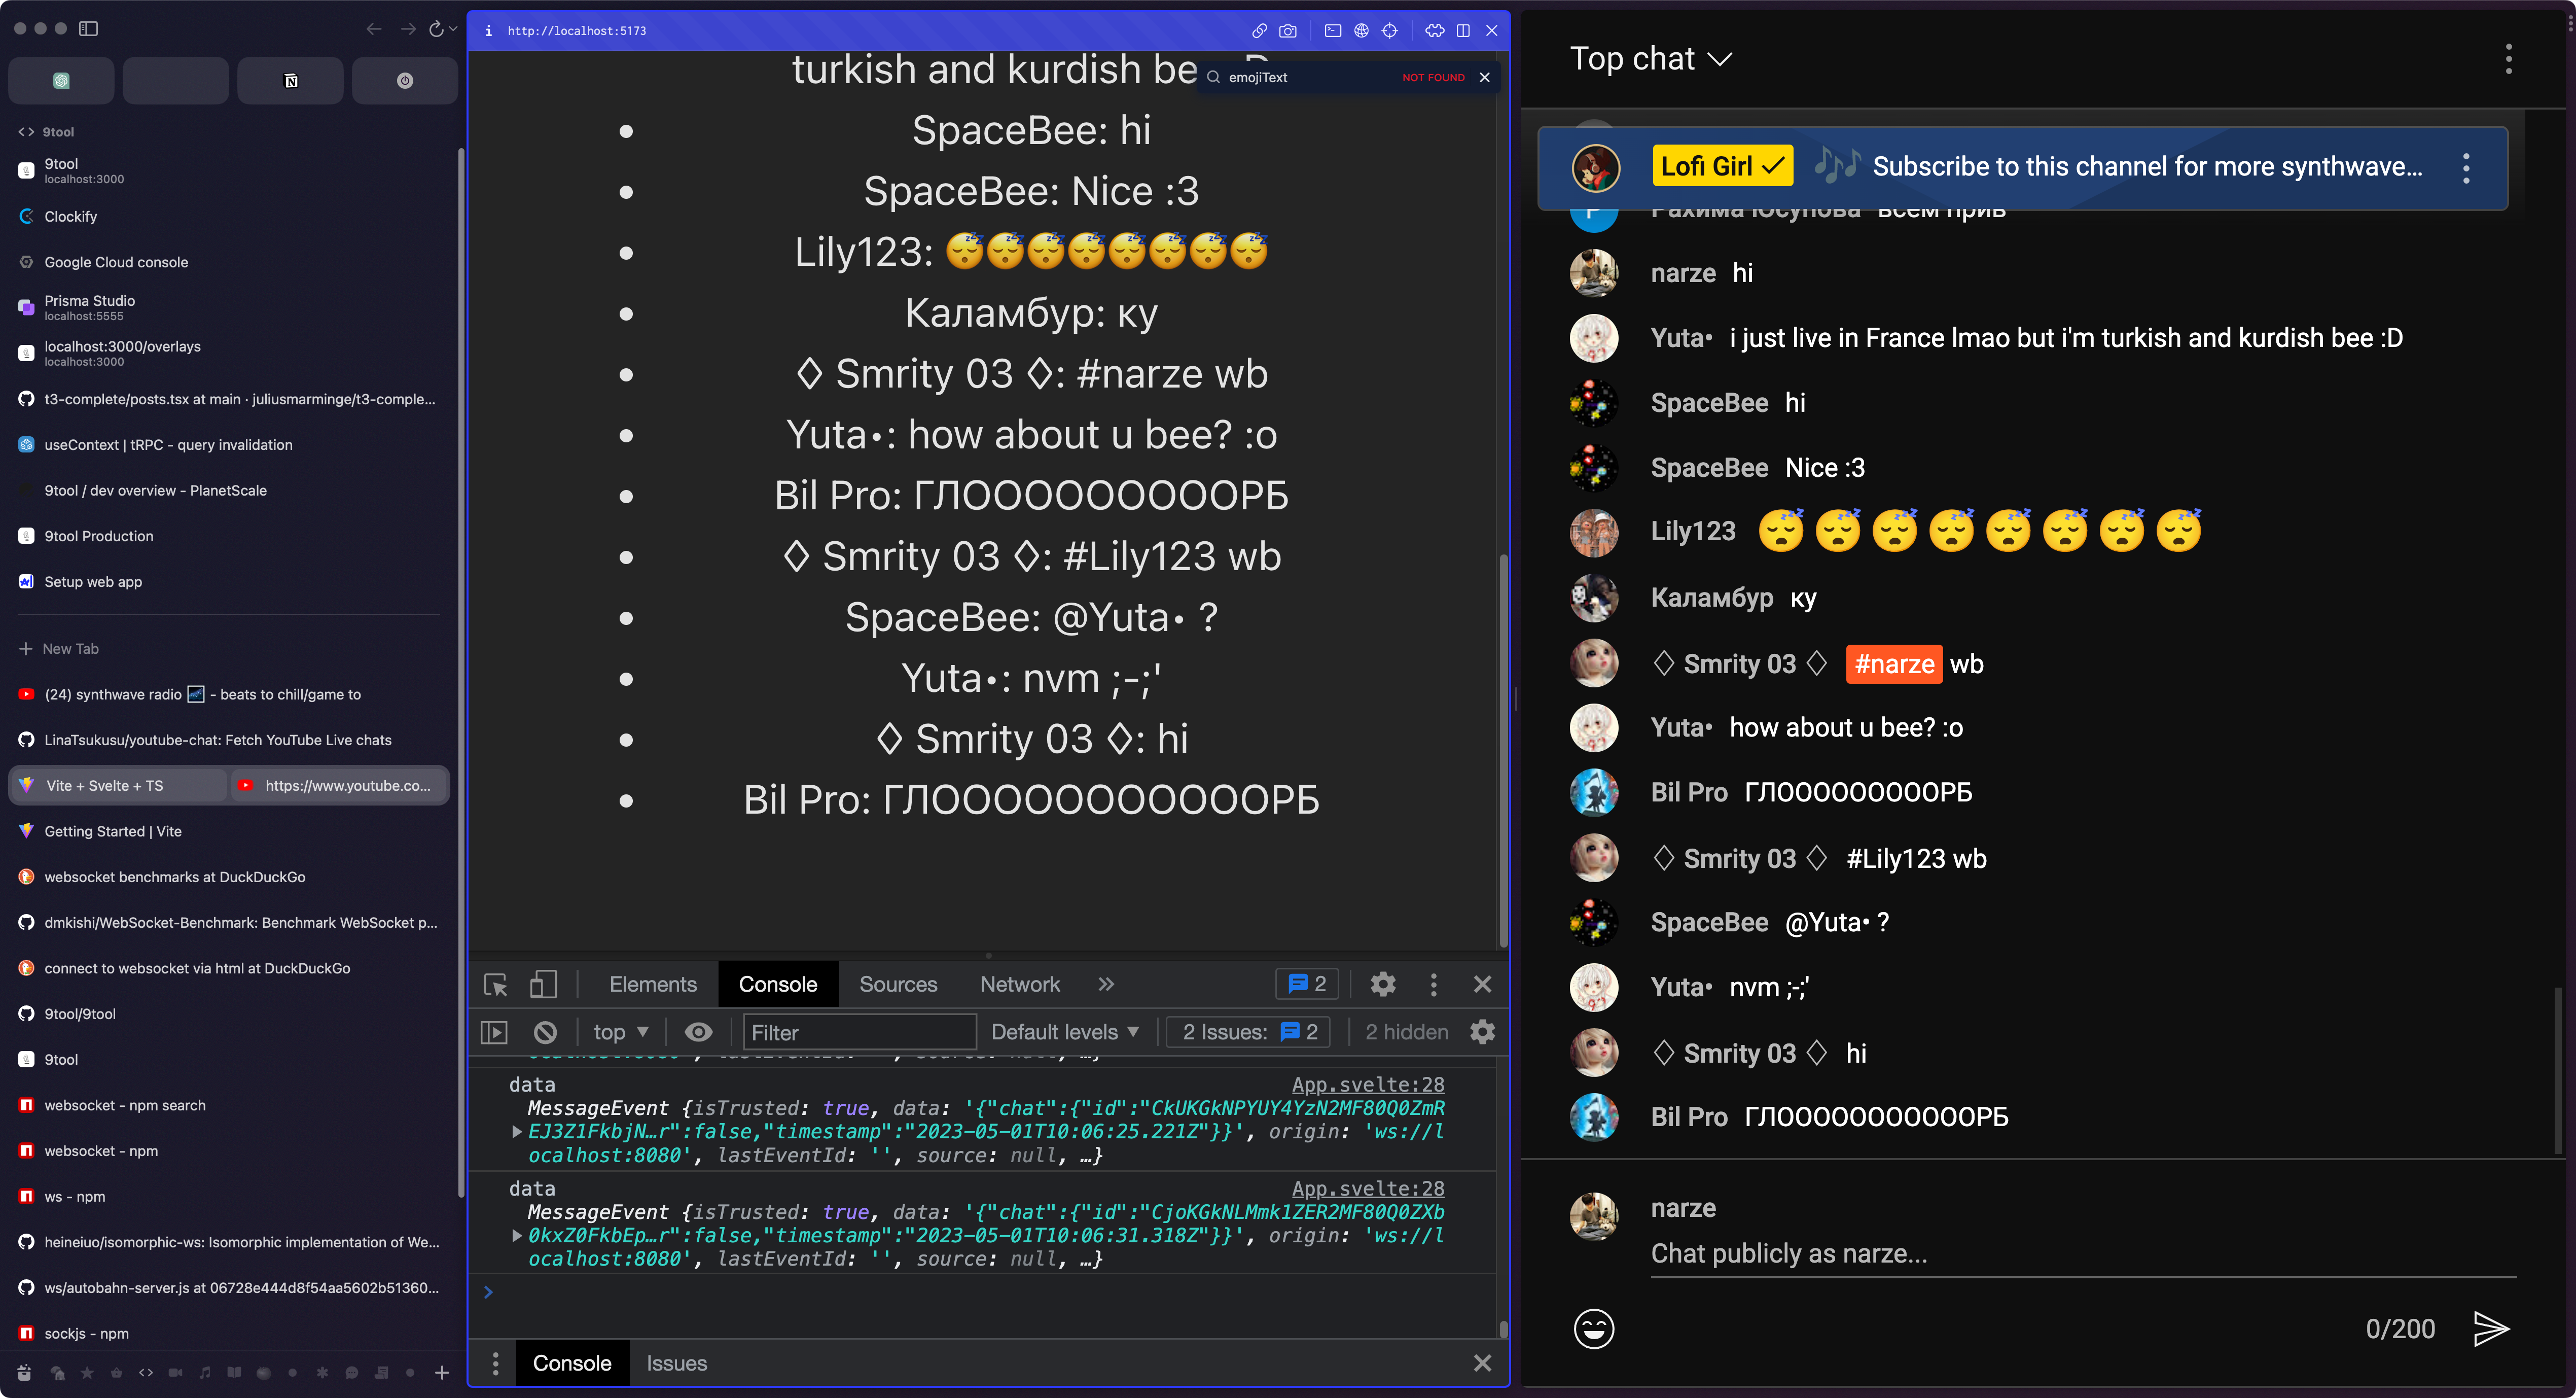 9tool
9tool
localhost:3000
Clockify
Google Cloud console
Prisma Studio
localhost:5555
localhost:3000/overlays
localhost:3000
t3-complete/posts.tsx at main · juliusmarminge/t3-comple...
useContext | tRPC - query invalidation
9tool / dev overview - PlanetScale
9tool Production
Setup web app
New Tab
(24) synthwave radio 🌌 - beats to chill/game to
LinaTsukusu/youtube-chat: Fetch YouTube Live chats
Vite + Svelte + TS
https://www.youtube.co...
Getting Started | Vite
websocket benchmarks at DuckDuckGo
dmkishi/WebSocket-Benchmark: Benchmark WebSocket p...
connect to websocket via html at DuckDuckGo
9tool/9tool
9tool
websocket - npm search
websocket - npm
ws - npm
heineiuo/isomorphic-ws: Isomorphic implementation of We...
ws/autobahn-server.js at 06728e444d8f54aa5602b51360...
sockjs - npm
http://localhost:5173
emojiText
NOT FOUND
turkish and kurdish bee :D
• SpaceBee: hi
• SpaceBee: Nice :3
• Lily123: 😴😴😴😴😴😴😴😴
• Каламбур: ку
• ♢ Smrity 03 ♢: #narze wb
• Yuta•: how about u bee? :o
• Bil Pro: ГЛОООООООООРБ
• ♢ Smrity 03 ♢: #Lily123 wb
• SpaceBee: @Yuta• ?
• Yuta•: nvm ;-;'
• ♢ Smrity 03 ♢: hi
• Bil Pro: ГЛОООООООООООРБ
Elements Console Sources Network » 2
top ▼ Filter Default levels ▼ 2 Issues: 2 2 hidden
ocalhost:8080', lastEventId: '', source: null, …}
data App.svelte:28
MessageEvent {isTrusted: true, data: '{"chat":{"id":"CkUKGkNPYUY4YzN2MF80Q0ZmR
EJ3Z1FkbjN…r":false,"timestamp":"2023-05-01T10:06:25.221Z"}}', origin: 'ws://l
ocalhost:8080', lastEventId: '', source: null, …}
data App.svelte:28
MessageEvent {isTrusted: true, data: '{"chat":{"id":"CjoKGkNLMmk1ZER2MF80Q0ZXb
0kxZ0FkbEp…r":false,"timestamp":"2023-05-01T10:06:31.318Z"}}', origin: 'ws://l
ocalhost:8080', lastEventId: '', source: null, …}
Console Issues
Top chat
Lofi Girl ✓ 🎶 Subscribe to this channel for more synthwave...
Рахима Юсупова всем прив
narze hi
Yuta• i just live in France lmao but i'm turkish and kurdish bee :D
SpaceBee hi
SpaceBee Nice :3
Lily123 😴😴😴😴😴😴😴😴
Каламбур ку
♢ Smrity 03 ♢ #narze wb
Yuta• how about u bee? :o
Bil Pro ГЛОООООООООРБ
♢ Smrity 03 ♢ #Lily123 wb
SpaceBee @Yuta• ?
Yuta• nvm ;-;'
♢ Smrity 03 ♢ hi
Bil Pro ГЛОООООООООООРБ
narze
Chat publicly as narze...
0/200